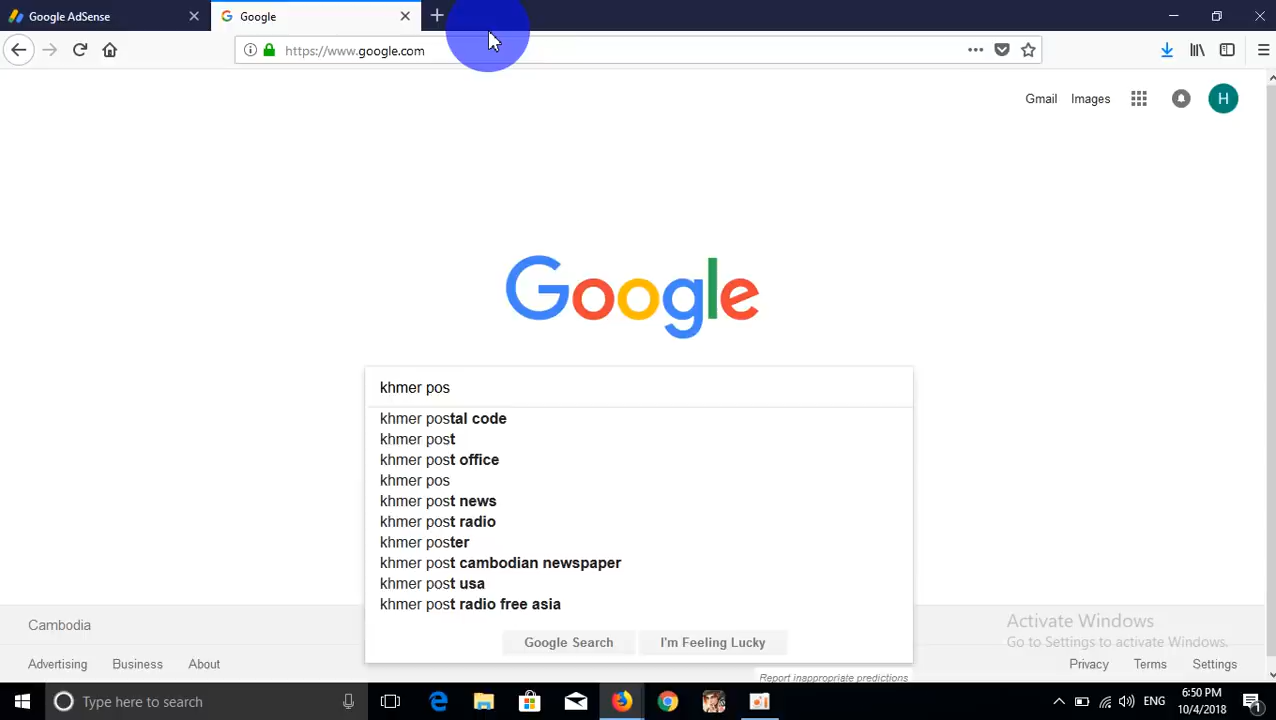 Google AdSense
Google
https://www.google.com
Gmail Images
H
Google
khmer pos
khmer postal code
khmer post
khmer post office
khmer pos
khmer post news
khmer post radio
khmer poster
khmer post cambodian newspaper
khmer post usa
khmer post radio free asia
Google Search I'm Feeling Lucky
Report inappropriate predictions
Cambodia
Activate Windows
Go to Settings to activate Windows.
Advertising Business About
Privacy Terms Settings
Type here to search
ENG
6:50 PM
10/4/2018
1